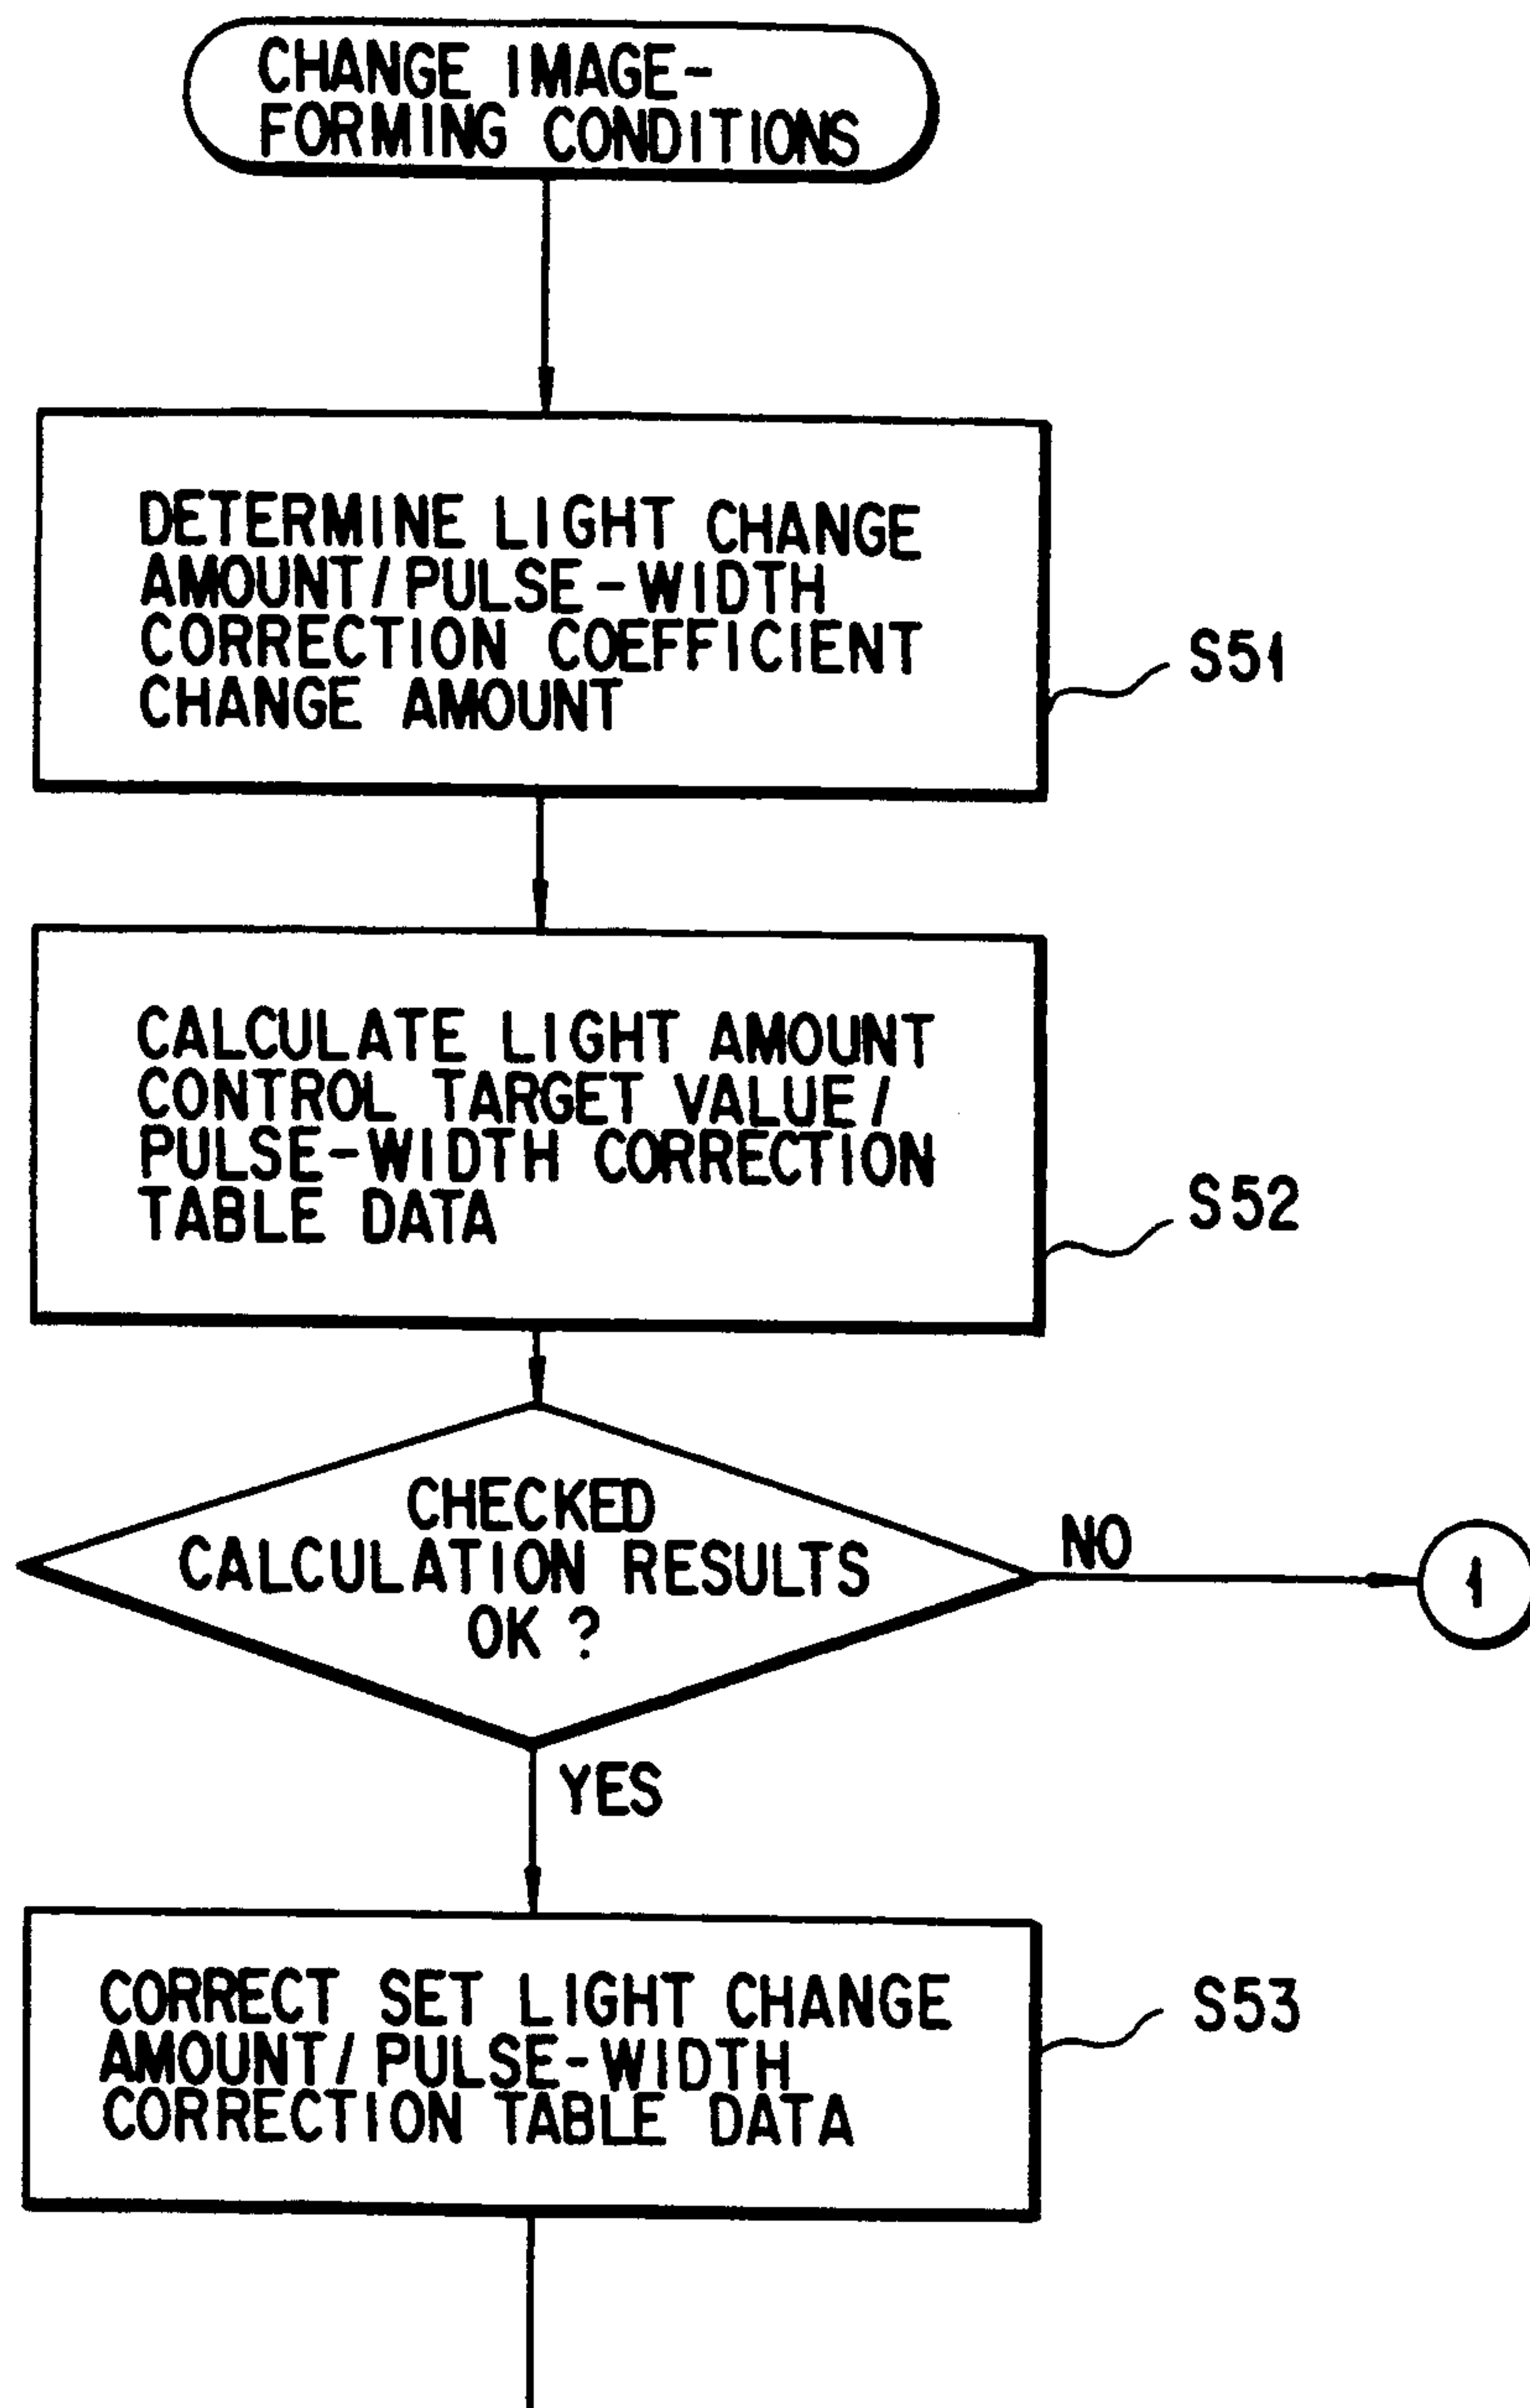 CHANGE IMAGE-
FORMING CONDITIONS
DETERMINE LIGHT CHANGE
AMOUNT/PULSE-WIDTH
CORRECTION COEFFICIENT
CHANGE AMOUNT
S51
CALCULATE LIGHT AMOUNT
CONTROL TARGET VALUE/
PULSE-WIDTH CORRECTION
TABLE DATA
S52
CHECKED
CALCULATION RESULTS
OK ?
NO
1
YES
CORRECT SET LIGHT CHANGE
AMOUNT/PULSE-WIDTH
CORRECTION TABLE DATA
S53